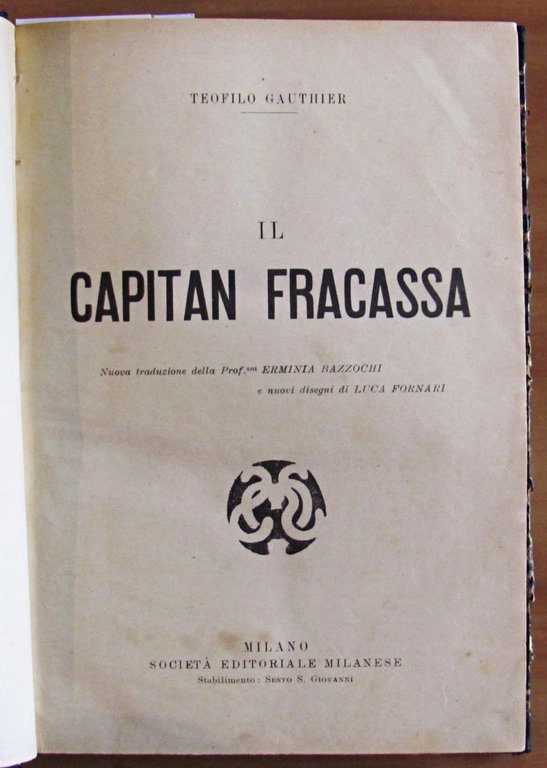 TEOFILO GAUTHIER
IL
CAPITAN FRACASSA
Nuova traduzione della Prof.ssa ERMINIA BAZZOCHI
e nuovi disegni di LUCA FORNARI
MILANO
SOCIETÀ EDITORIALE MILANESE
Stabilimento: SESTO S. GIOVANNI